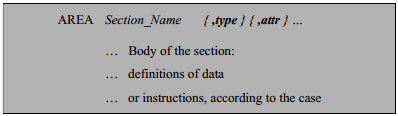 AREA Section_Name { ,type } { ,attr } ...
... Body of the section:
... definitions of data
... or instructions, according to the case